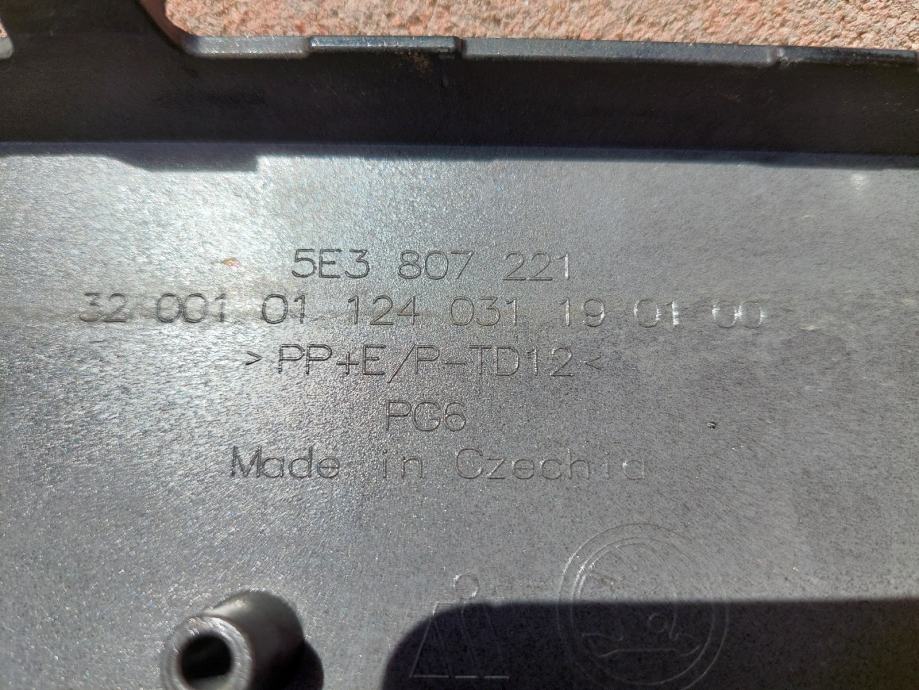 5E3 807 221
32 001 01 124 031 19 01 00
>PP+E/P-TD12<
PG6
Made in Czechia